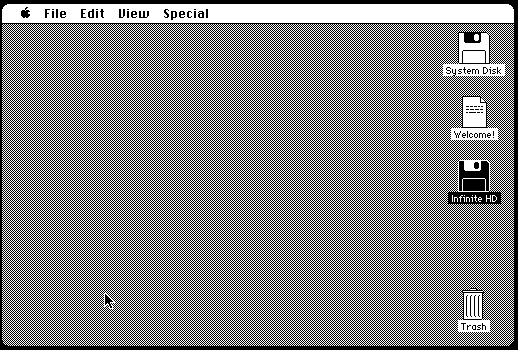 File Edit View Special
System Disk
Welcome!
Infinite HD
Trash